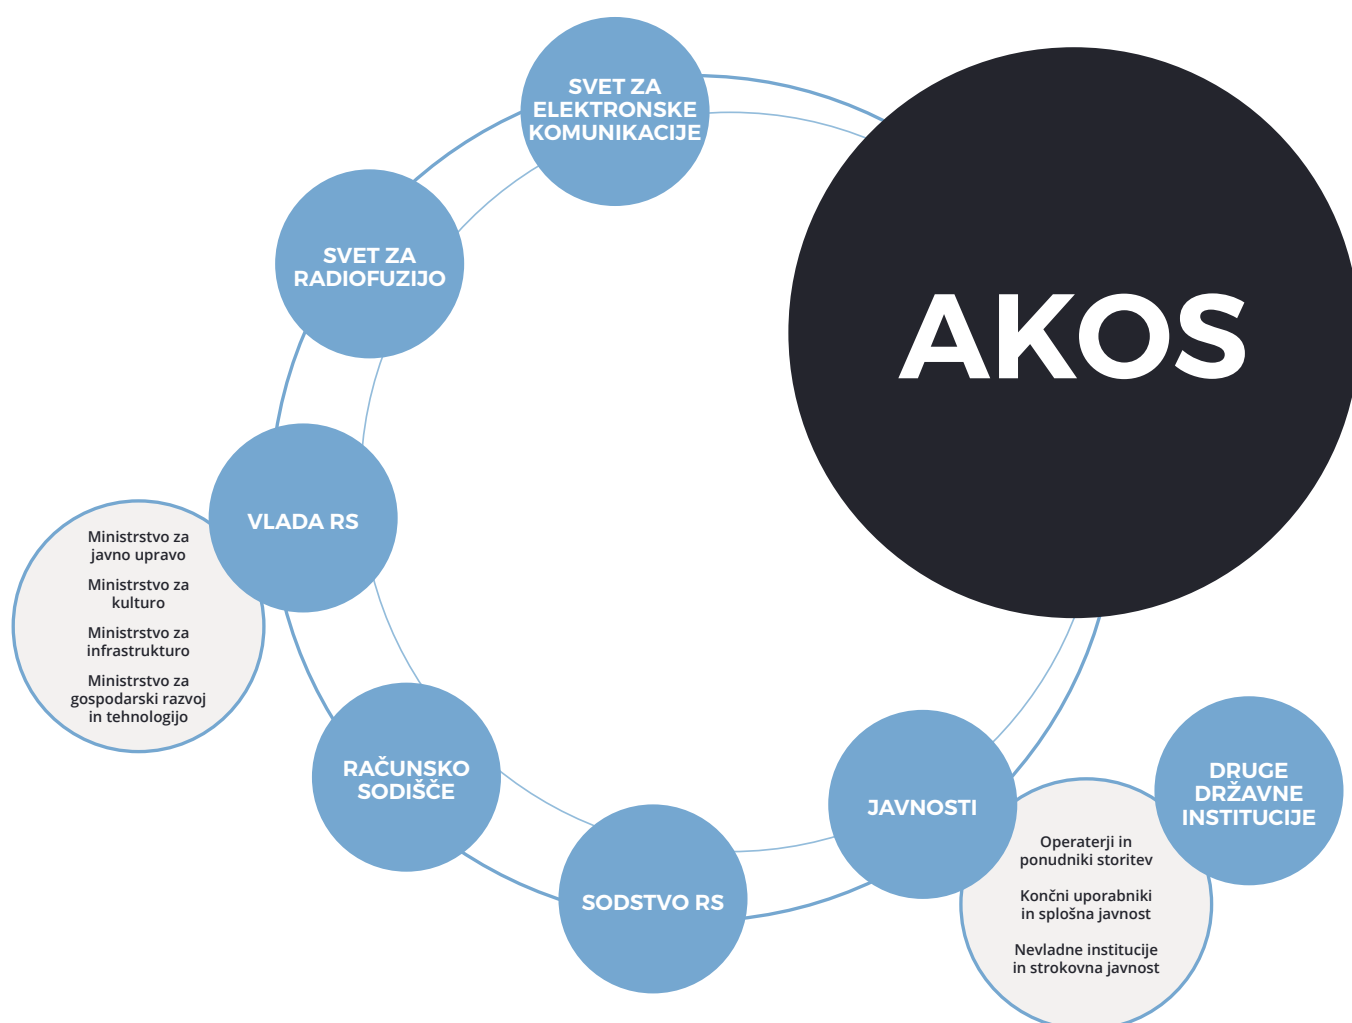 SVET ZA
ELEKTRONSKE
KOMUNIKACIJE
SVET ZA
RADIOFUZIJO
AKOS
VLADA RS
Ministrstvo za
javno upravo
Ministrstvo za
kulturo
Ministrstvo za
infrastrukturo
Ministrstvo za
gospodarski razvoj
in tehnologijo
RAČUNSKO
SODIŠČE
SODSTVO RS
JAVNOSTI
Operaterji in
ponudniki storitev
Končni uporabniki
in splošna javnost
Nevladne institucije
in strokovna javnost
DRUGE
DRŽAVNE
INSTITUCIJE